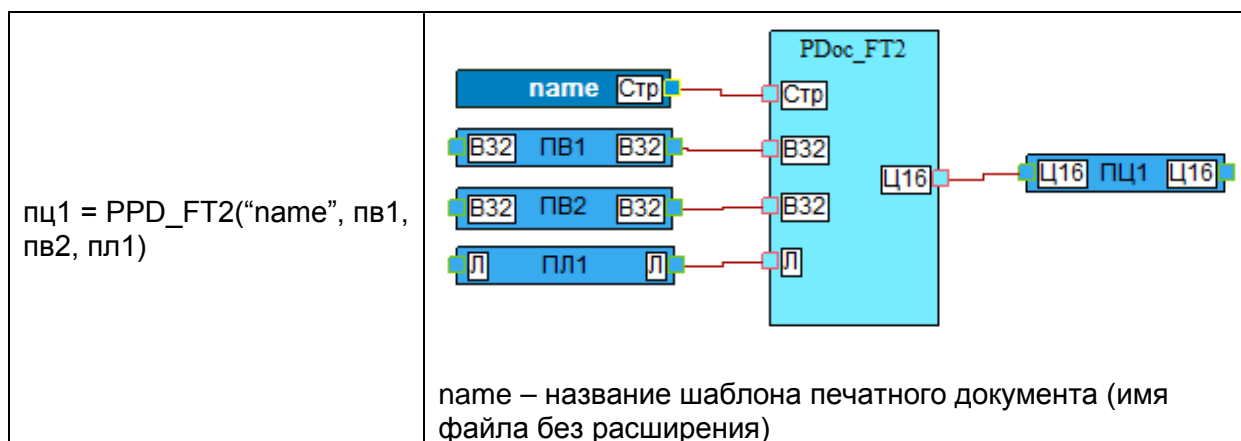 пц1 = PPD_FT2(“name”, пв1,
пв2, пл1)
PDoc_FT2
name Стр
Стр
В32 ПВ1 В32
В32
Ц16
Ц16 ПЦ1 Ц16
В32 ПВ2 В32
В32
Л ПЛ1 Л
Л
name – название шаблона печатного документа (имя
файла без расширения)